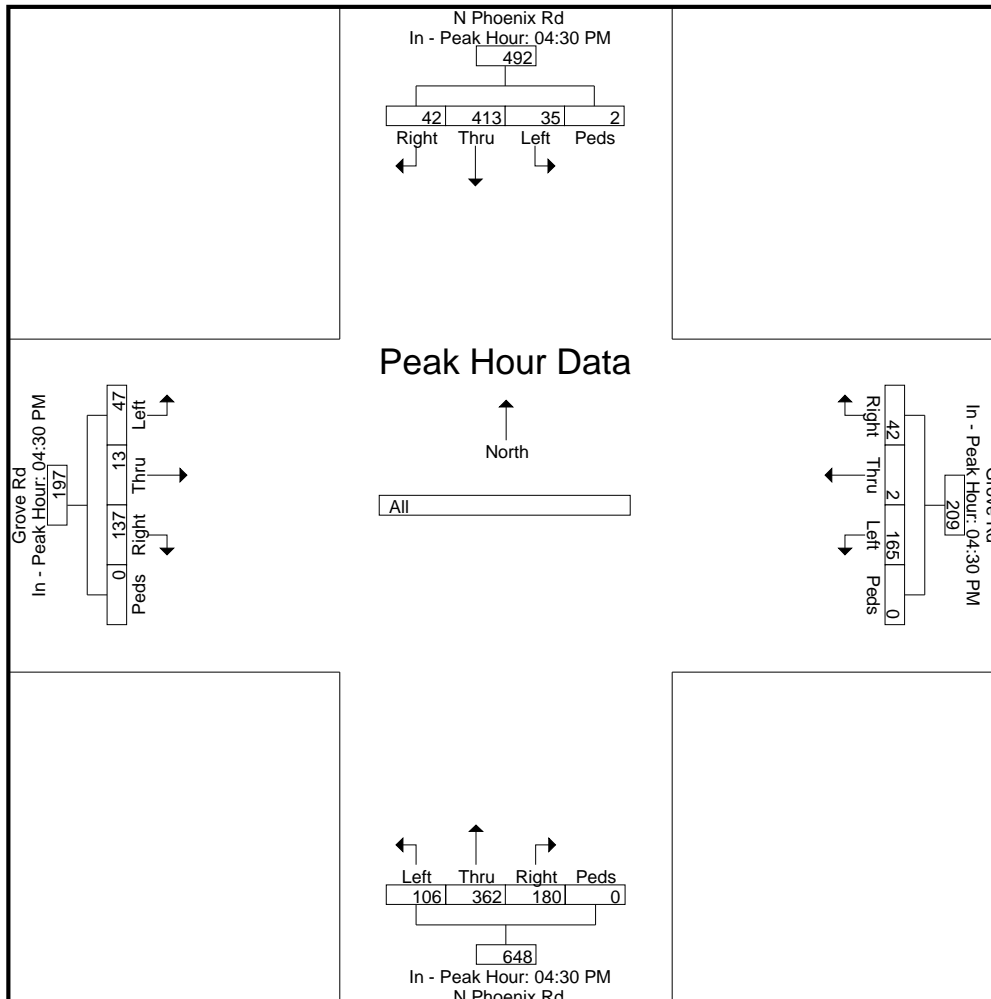 N Phoenix Rd
In - Peak Hour: 04:30 PM
492
42 413 35 2
Right Thru Left Peds
Peak Hour Data
North
All
Grove Rd
In - Peak Hour: 04:30 PM
197
47 13 137 0
Left Thru Right Peds
Grove Rd
In - Peak Hour: 04:30 PM
209
42 2 165 0
Right Thru Left Peds
Left Thru Right Peds
106 362 180 0
648
In - Peak Hour: 04:30 PM
N Phoenix Rd